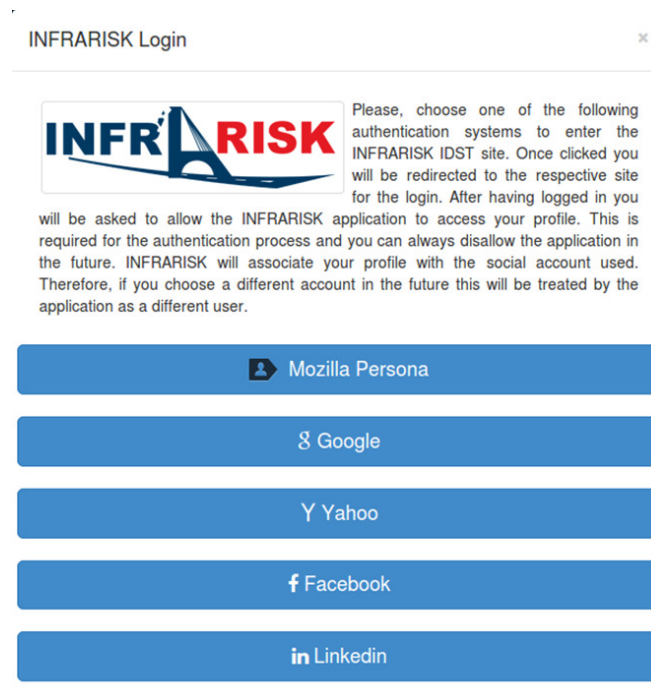 INFRARISK Login
×
INFRARISK
Please, choose one of the following
authentication systems to enter the
INFRARISK IDST site. Once clicked you
will be redirected to the respective site
for the login. After having logged in you
will be asked to allow the INFRARISK application to access your profile. This is
required for the authentication process and you can always disallow the application in
the future. INFRARISK will associate your profile with the social account used.
Therefore, if you choose a different account in the future this will be treated by the
application as a different user.
Mozilla Persona
8 Google
Y Yahoo
f Facebook
in Linkedin